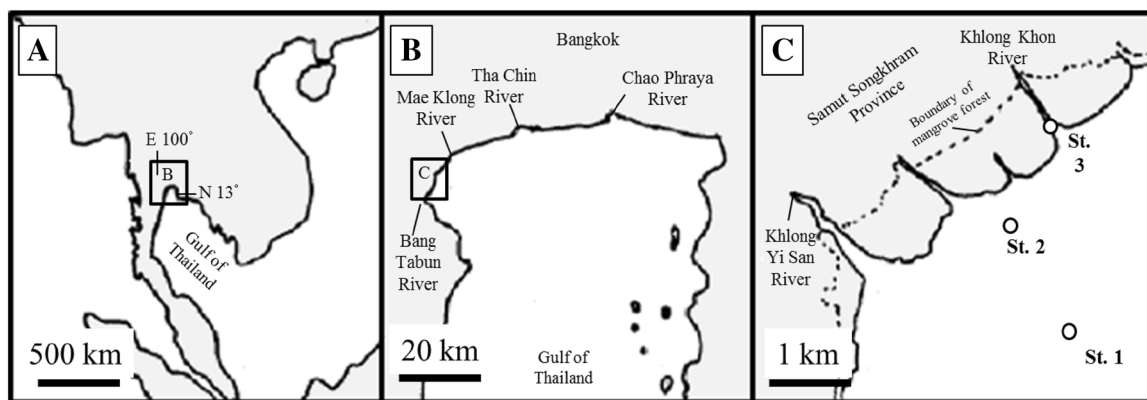 A
E 100°
B
N 13°
Gulf of
Thailand
500 km
B
Bangkok
Tha Chin
River
Chao Phraya
River
Mae Klong
River
C
Bang
Tabun
River
20 km
Gulf of
Thailand
C
Khlong Khon
River
Samut Songkhram
Province
Boundary of
mangrove forest
St.
3
Khlong
Yi San
River
St. 2
1 km
St. 1